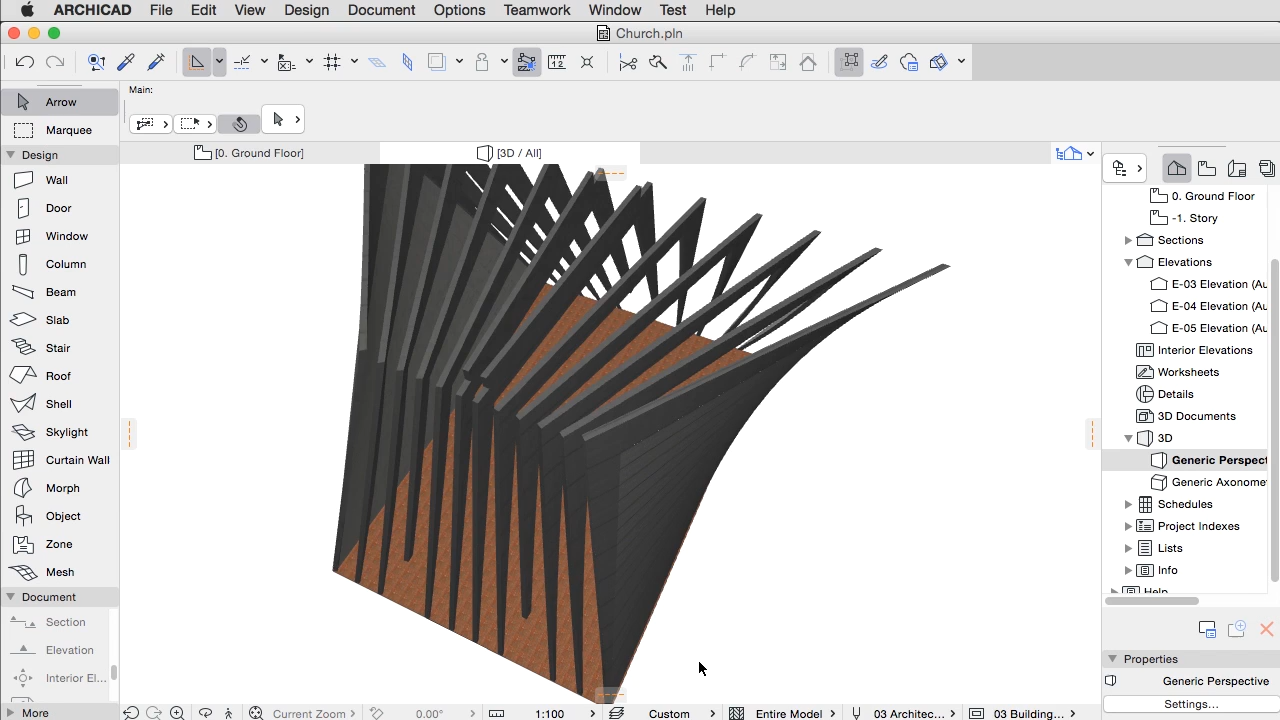 ARCHICAD File Edit View Design Document Options Teamwork Window Test Help
Church.pln
Main:
[0. Ground Floor]
[3D / All]
Arrow
Marquee
Design
Wall
Door
Window
Column
Beam
Slab
Stair
Roof
Shell
Skylight
Curtain Wall
Morph
Object
Zone
Mesh
Document
Section
Elevation
Interior El...
More
0. Ground Floor
-1. Story
Sections
Elevations
E-03 Elevation (Au
E-04 Elevation (Au
E-05 Elevation (Au
Interior Elevations
Worksheets
Details
3D Documents
3D
Generic Perspect
Generic Axonome
Schedules
Project Indexes
Lists
Info
Help
Properties
Generic Perspective
Settings...
Current Zoom 0.00° 1:100 Custom Entire Model 03 Architec... 03 Building...